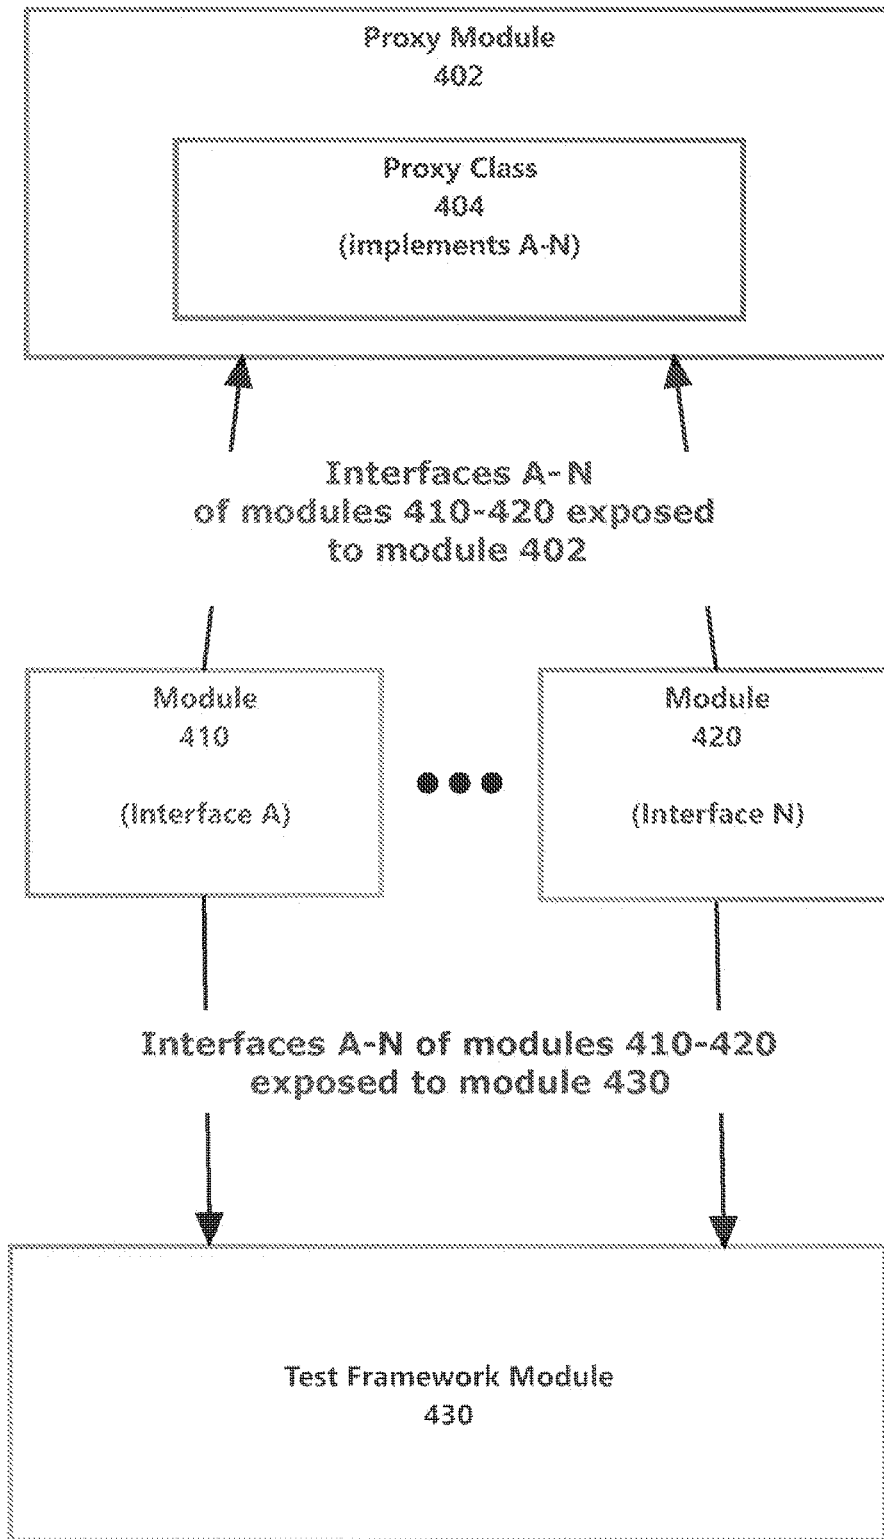 Proxy Module
402
Proxy Class
404
(implements A-N)
Interfaces A-N
of modules 410-420 exposed
to module 402
Module
410
(Interface A)
Module
420
(Interface N)
Interfaces A-N of modules 410-420
exposed to module 430
Test Framework Module
430